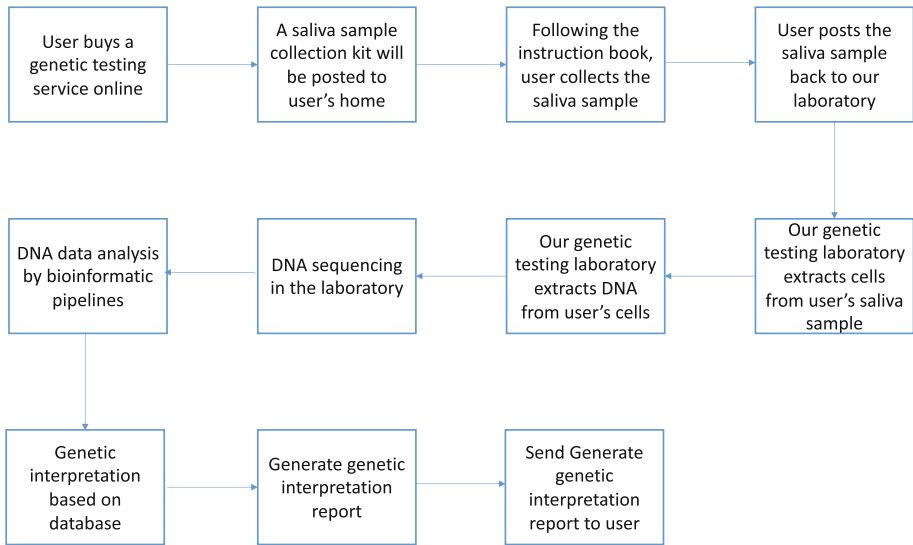 User buys a
genetic testing
service online
A saliva sample
collection kit will
be posted to
user's home
Following the
instruction book,
user collects the
saliva sample
User posts the
saliva sample
back to our
laboratory
DNA data analysis
by bioinformatic
pipelines
DNA sequencing
in the laboratory
Our genetic
testing laboratory
extracts DNA
from user's cells
Our genetic
testing laboratory
extracts cells
from user's saliva
sample
Genetic
interpretation
based on
database
Generate genetic
interpretation
report
Send Generate
genetic
interpretation
report to user